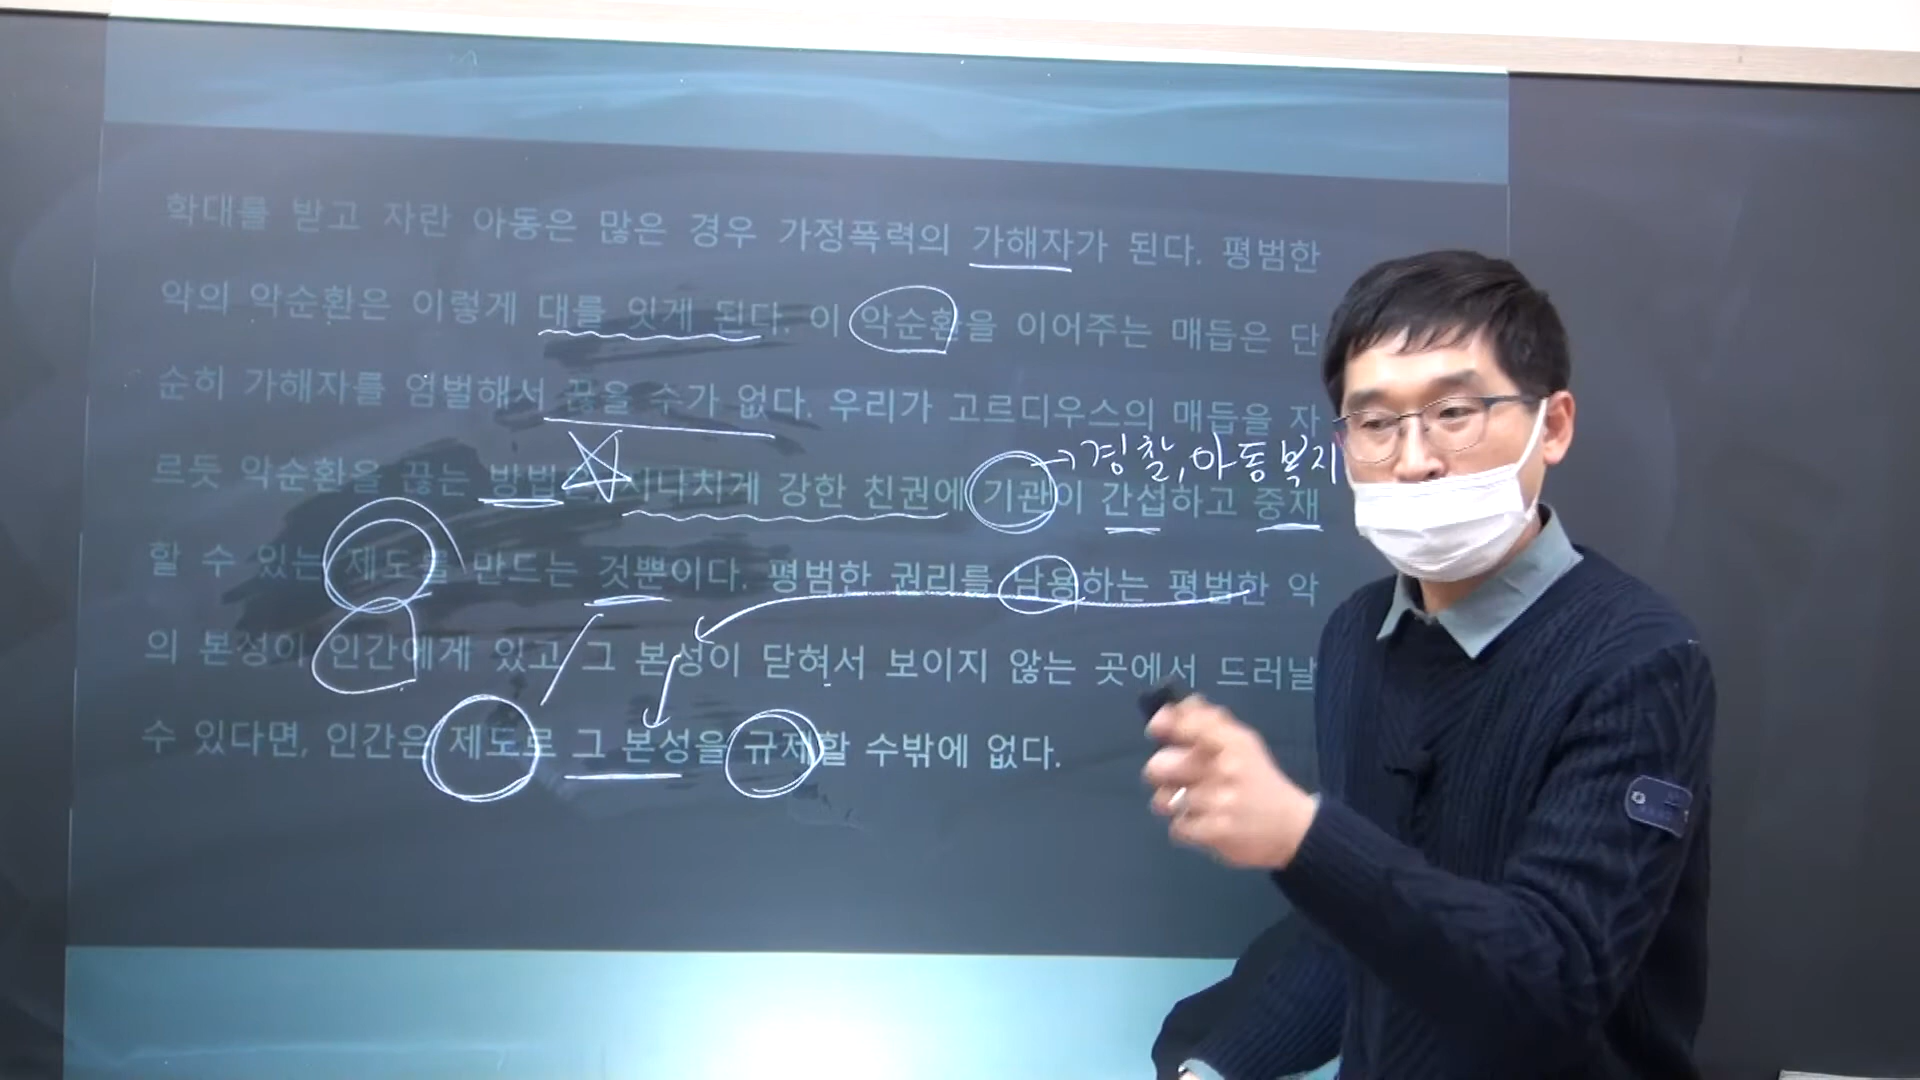 학대를 받고 자란 아동은 많은 경우 가정폭력의 가해자가 된다. 평범한
악의 악순환은 이렇게 대를 잇게 된다. 이 악순환을 이어주는 매듭은 단
순히 가해자를 엄벌해서 끊을 수가 없다. 우리가 고르디우스의 매듭을 자
→경찰, 아동복지
르듯 악순환을 끊는 방법은 지나치게 강한 친권에 기관이 간섭하고 중재
할 수 있는 제도를 만드는 것뿐이다. 평범한 권리를 남용하는 평범한 악
의 본성이 인간에게 있고 그 본성이 닫혀서 보이지 않는 곳에서 드러날
수 있다면, 인간은 제도로 그 본성을 규제할 수밖에 없다.